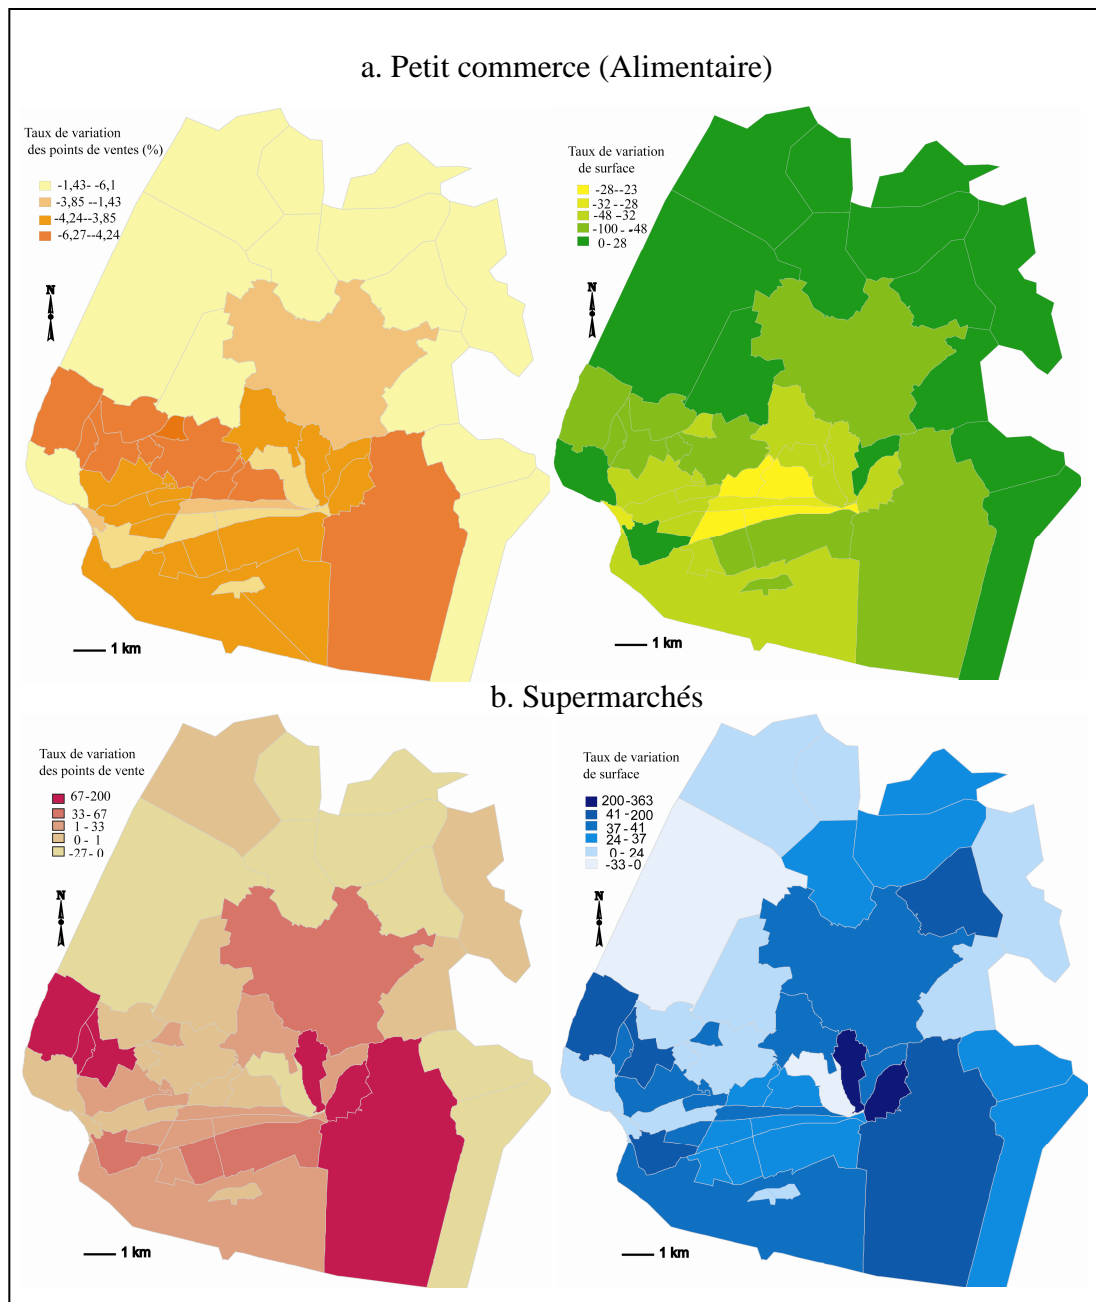 a. Petit commerce (Alimentaire)
Taux de variation
des points de ventes (%)
-1,43- -6,1
-3,85 --1,43
-4,24--3,85
-6,27--4,24
N
1 km
Taux de variation
de surface
-28--23
-32--28
-48 -32
-100 --48
0-28
N
1 km
b. Supermarchés
Taux de variation
des points de vente
67-200
33- 67
1 - 33
0 - 1
-27- 0
N
1 km
Taux de variation
de surface
200-363
41-200
37-41
24-37
0-24
-33-0
N
1 km